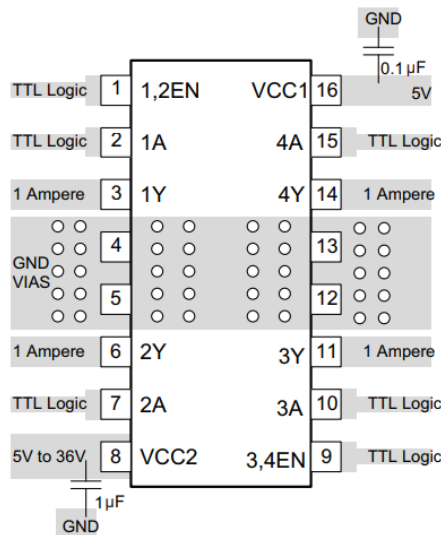 GND
0.1µF
TTL Logic 1 1,2EN VCC1 16 5V
TTL Logic 2 1A 4A 15 TTL Logic
1 Ampere 3 1Y 4Y 14 1 Ampere
4 13
GND
VIAS
5 12
1 Ampere 6 2Y 3Y 11 1 Ampere
TTL Logic 7 2A 3A 10 TTL Logic
5V to 36V 8 VCC2 3,4EN 9 TTL Logic
1µF
GND